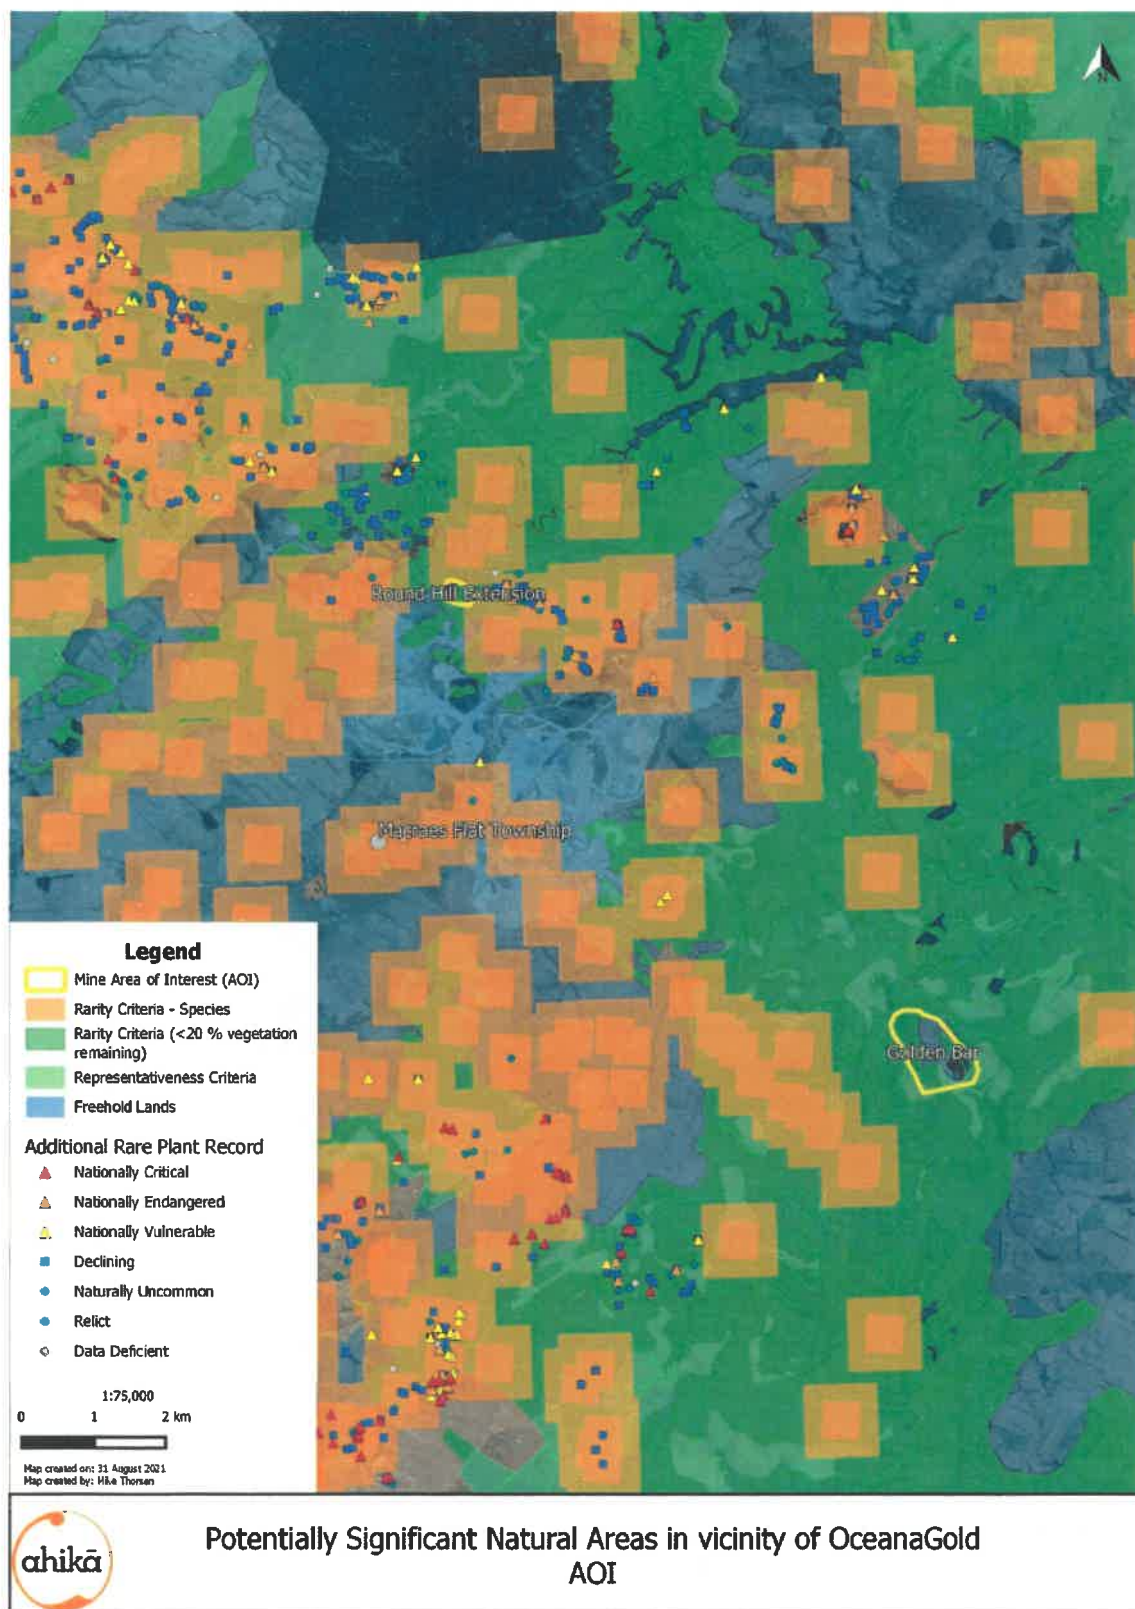 N
Round Hill Extension
Macraes Flat Township
Golden Bar
Legend
Mine Area of Interest (AOI)
Rarity Criteria - Species
Rarity Criteria (<20 % vegetation
remaining)
Representativeness Criteria
Freehold Lands
Additional Rare Plant Record
Nationally Critical
Nationally Endangered
Nationally Vulnerable
Declining
Naturally Uncommon
Relict
Data Deficient
1:75,000
0 1 2 km
Map created on: 31 August 2021
Map created by: Mike Thorsen
ahikā
Potentially Significant Natural Areas in vicinity of OceanaGold
AOI